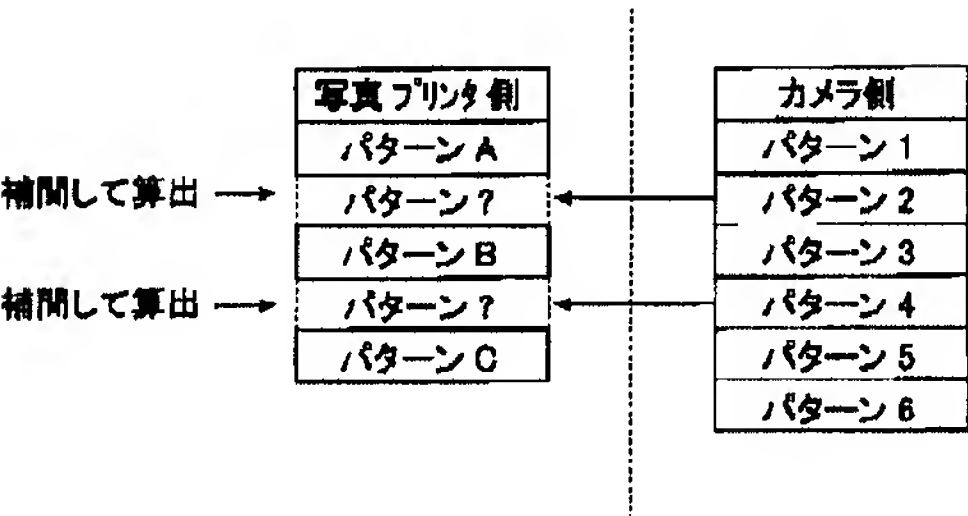 写真プリンタ側
パターン A
補間して算出
パターン ?
パターン B
補間して算出
パターン ?
パターン C
カメラ側
パターン 1
パターン 2
パターン 3
パターン 4
パターン 5
パターン 6